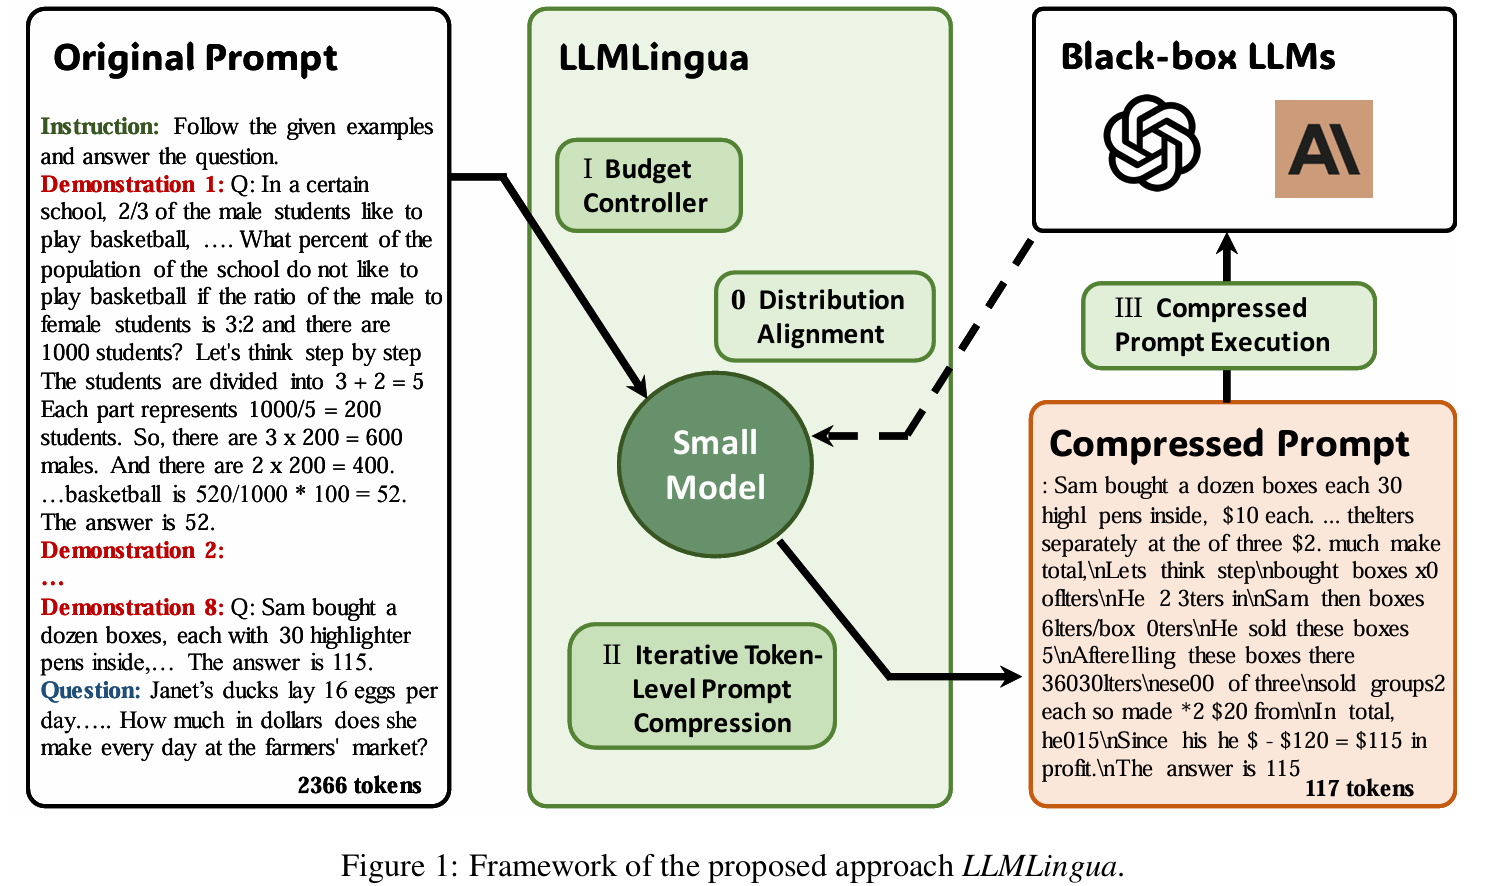 Original Prompt
Instruction: Follow the given examples
and answer the question.
Demonstration 1: Q: In a certain
school, 2/3 of the male students like to
play basketball, …. What percent of the
population of the school do not like to
play basketball if the ratio of the male to
female students is 3:2 and there are
1000 students? Let's think step by step
The students are divided into 3 + 2 = 5
Each part represents 1000/5 = 200
students. So, there are 3 x 200 = 600
males. And there are 2 x 200 = 400.
…basketball is 520/1000 * 100 = 52.
The answer is 52.
Demonstration 2:
…
Demonstration 8: Q: Sam bought a
dozen boxes, each with 30 highlighter
pens inside,… The answer is 115.
Question: Janet’s ducks lay 16 eggs per
day….. How much in dollars does she
make every day at the farmers' market?
2366 tokens
LLMLingua
I Budget
Controller
0 Distribution
Alignment
Small
Model
II Iterative Token-
Level Prompt
Compression
Black-box LLMs
AI
III Compressed
Prompt Execution
Compressed Prompt
: Sam bought a dozen boxes each 30
highl pens inside, $10 each. ... thelters
separately at the of three $2. much make
total,\nLets think step\nbought boxes x0
oflters\nHe 2 3ters in\nSam then boxes
6lters/box 0ters\nHe sold these boxes
5\nAfterelling these boxes there
36030lters\nese00 of three\nsold groups2
each so made *2 $20 from\nIn total,
he015\nSince his he $ - $120 = $115 in
profit.\nThe answer is 115
117 tokens
Figure 1: Framework of the proposed approach LLMLingua.